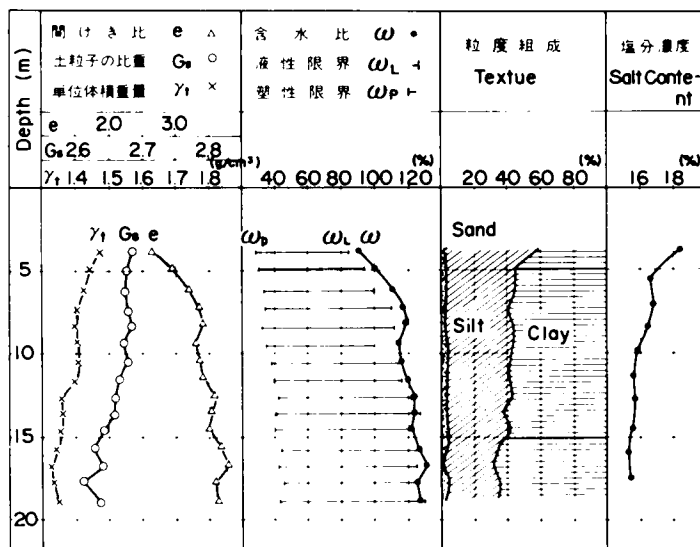 Depth (m)
間げき比 e △
土粒子の比重 Gs ○
単位体積重量 γt ×
e 2.0 3.0
Gs 2.6 2.7 2.8
(g/cm³)
γt 1.4 1.5 1.6 1.7 1.8
含水比 ω
液性限界 ωL
塑性限界 ωP
(%)
40 60 80 100 120
粒度組成
Textue
(%)
20 40 60 80
塩分濃度
Salt Conte-
nt
(%)
16 18
γt Gs e
ωp ωL ω
Sand
Silt
Clay
5
10
15
20